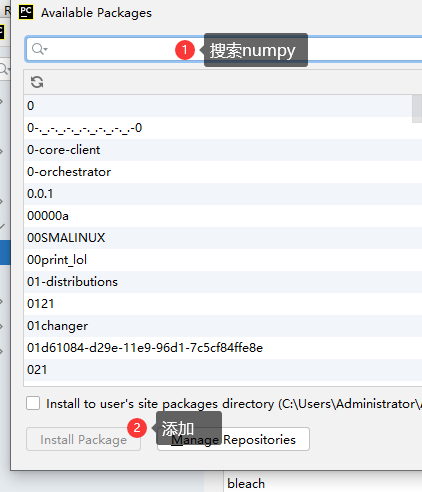 PC Available Packages
1 搜索numpy
0
0-._.-._.-._.-._.-._.-._.-0
0-core-client
0-orchestrator
0.0.1
00000a
00SMALINUX
00print_lol
01-distributions
0121
01changer
01d61084-d29e-11e9-96d1-7c5cf84ffe8e
021
Install to user's site packages directory (C:\Users\Administrator\
2 添加
Install Package
Manage Repositories
bleach